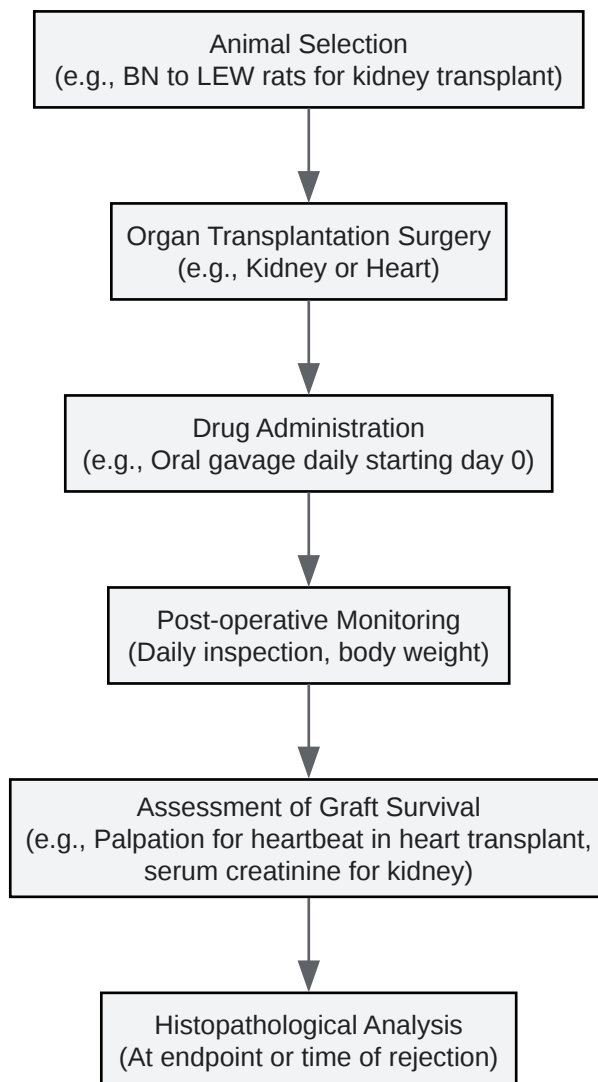 Animal Selection
(e.g., BN to LEW rats for kidney transplant)
Organ Transplantation Surgery
(e.g., Kidney or Heart)
Drug Administration
(e.g., Oral gavage daily starting day 0)
Post-operative Monitoring
(Daily inspection, body weight)
Assessment of Graft Survival
(e.g., Palpation for heartbeat in heart transplant,
serum creatinine for kidney)
Histopathological Analysis
(At endpoint or time of rejection)